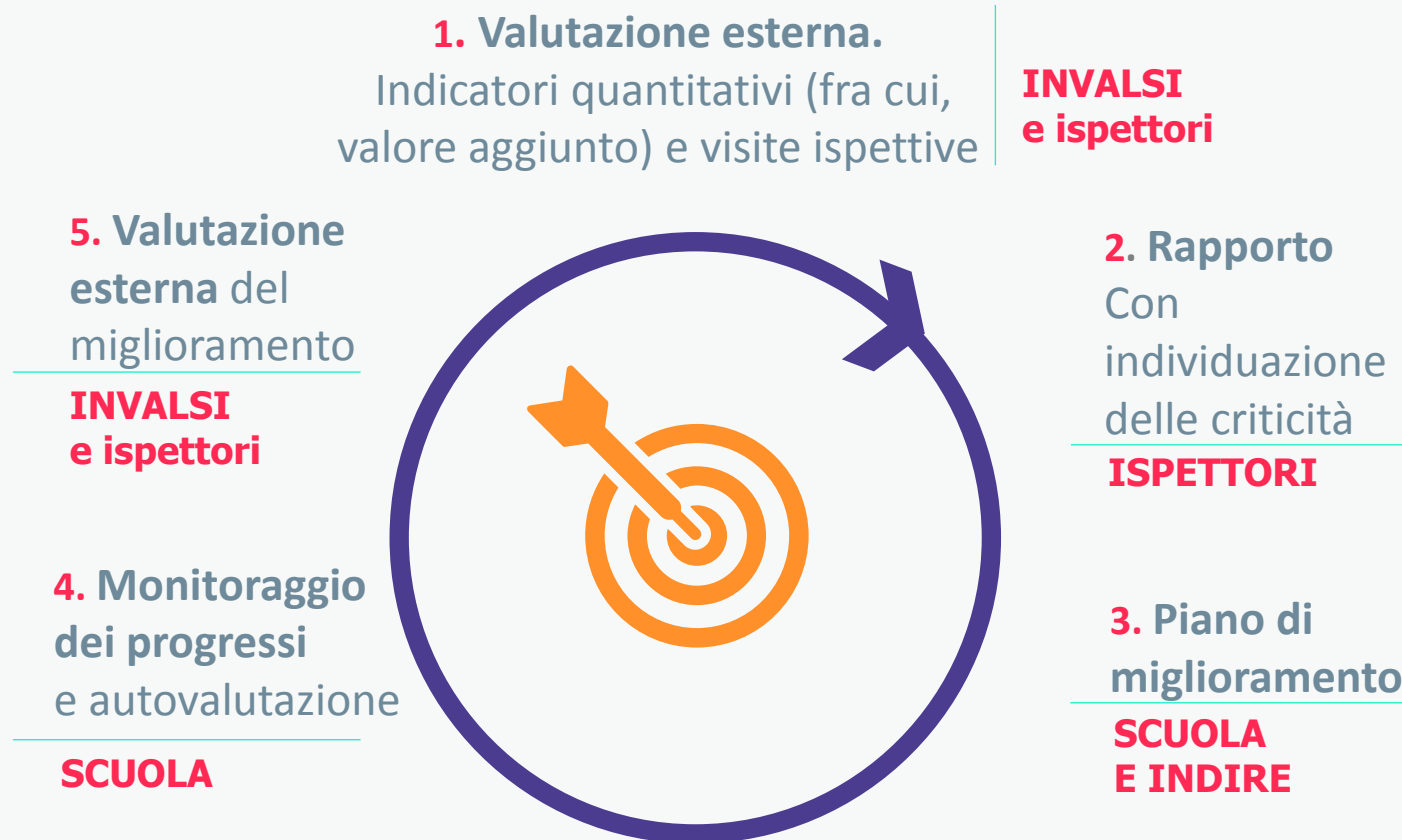 1. Valutazione esterna.
Indicatori quantitativi (fra cui,
valore aggiunto) e visite ispettive
INVALSI
e ispettori
2. Rapporto
Con
individuazione
delle criticità
ISPETTORI
3. Piano di
miglioramento
SCUOLA
E INDIRE
4. Monitoraggio
dei progressi
e autovalutazione
SCUOLA
5. Valutazione
esterna del
miglioramento
INVALSI
e ispettori